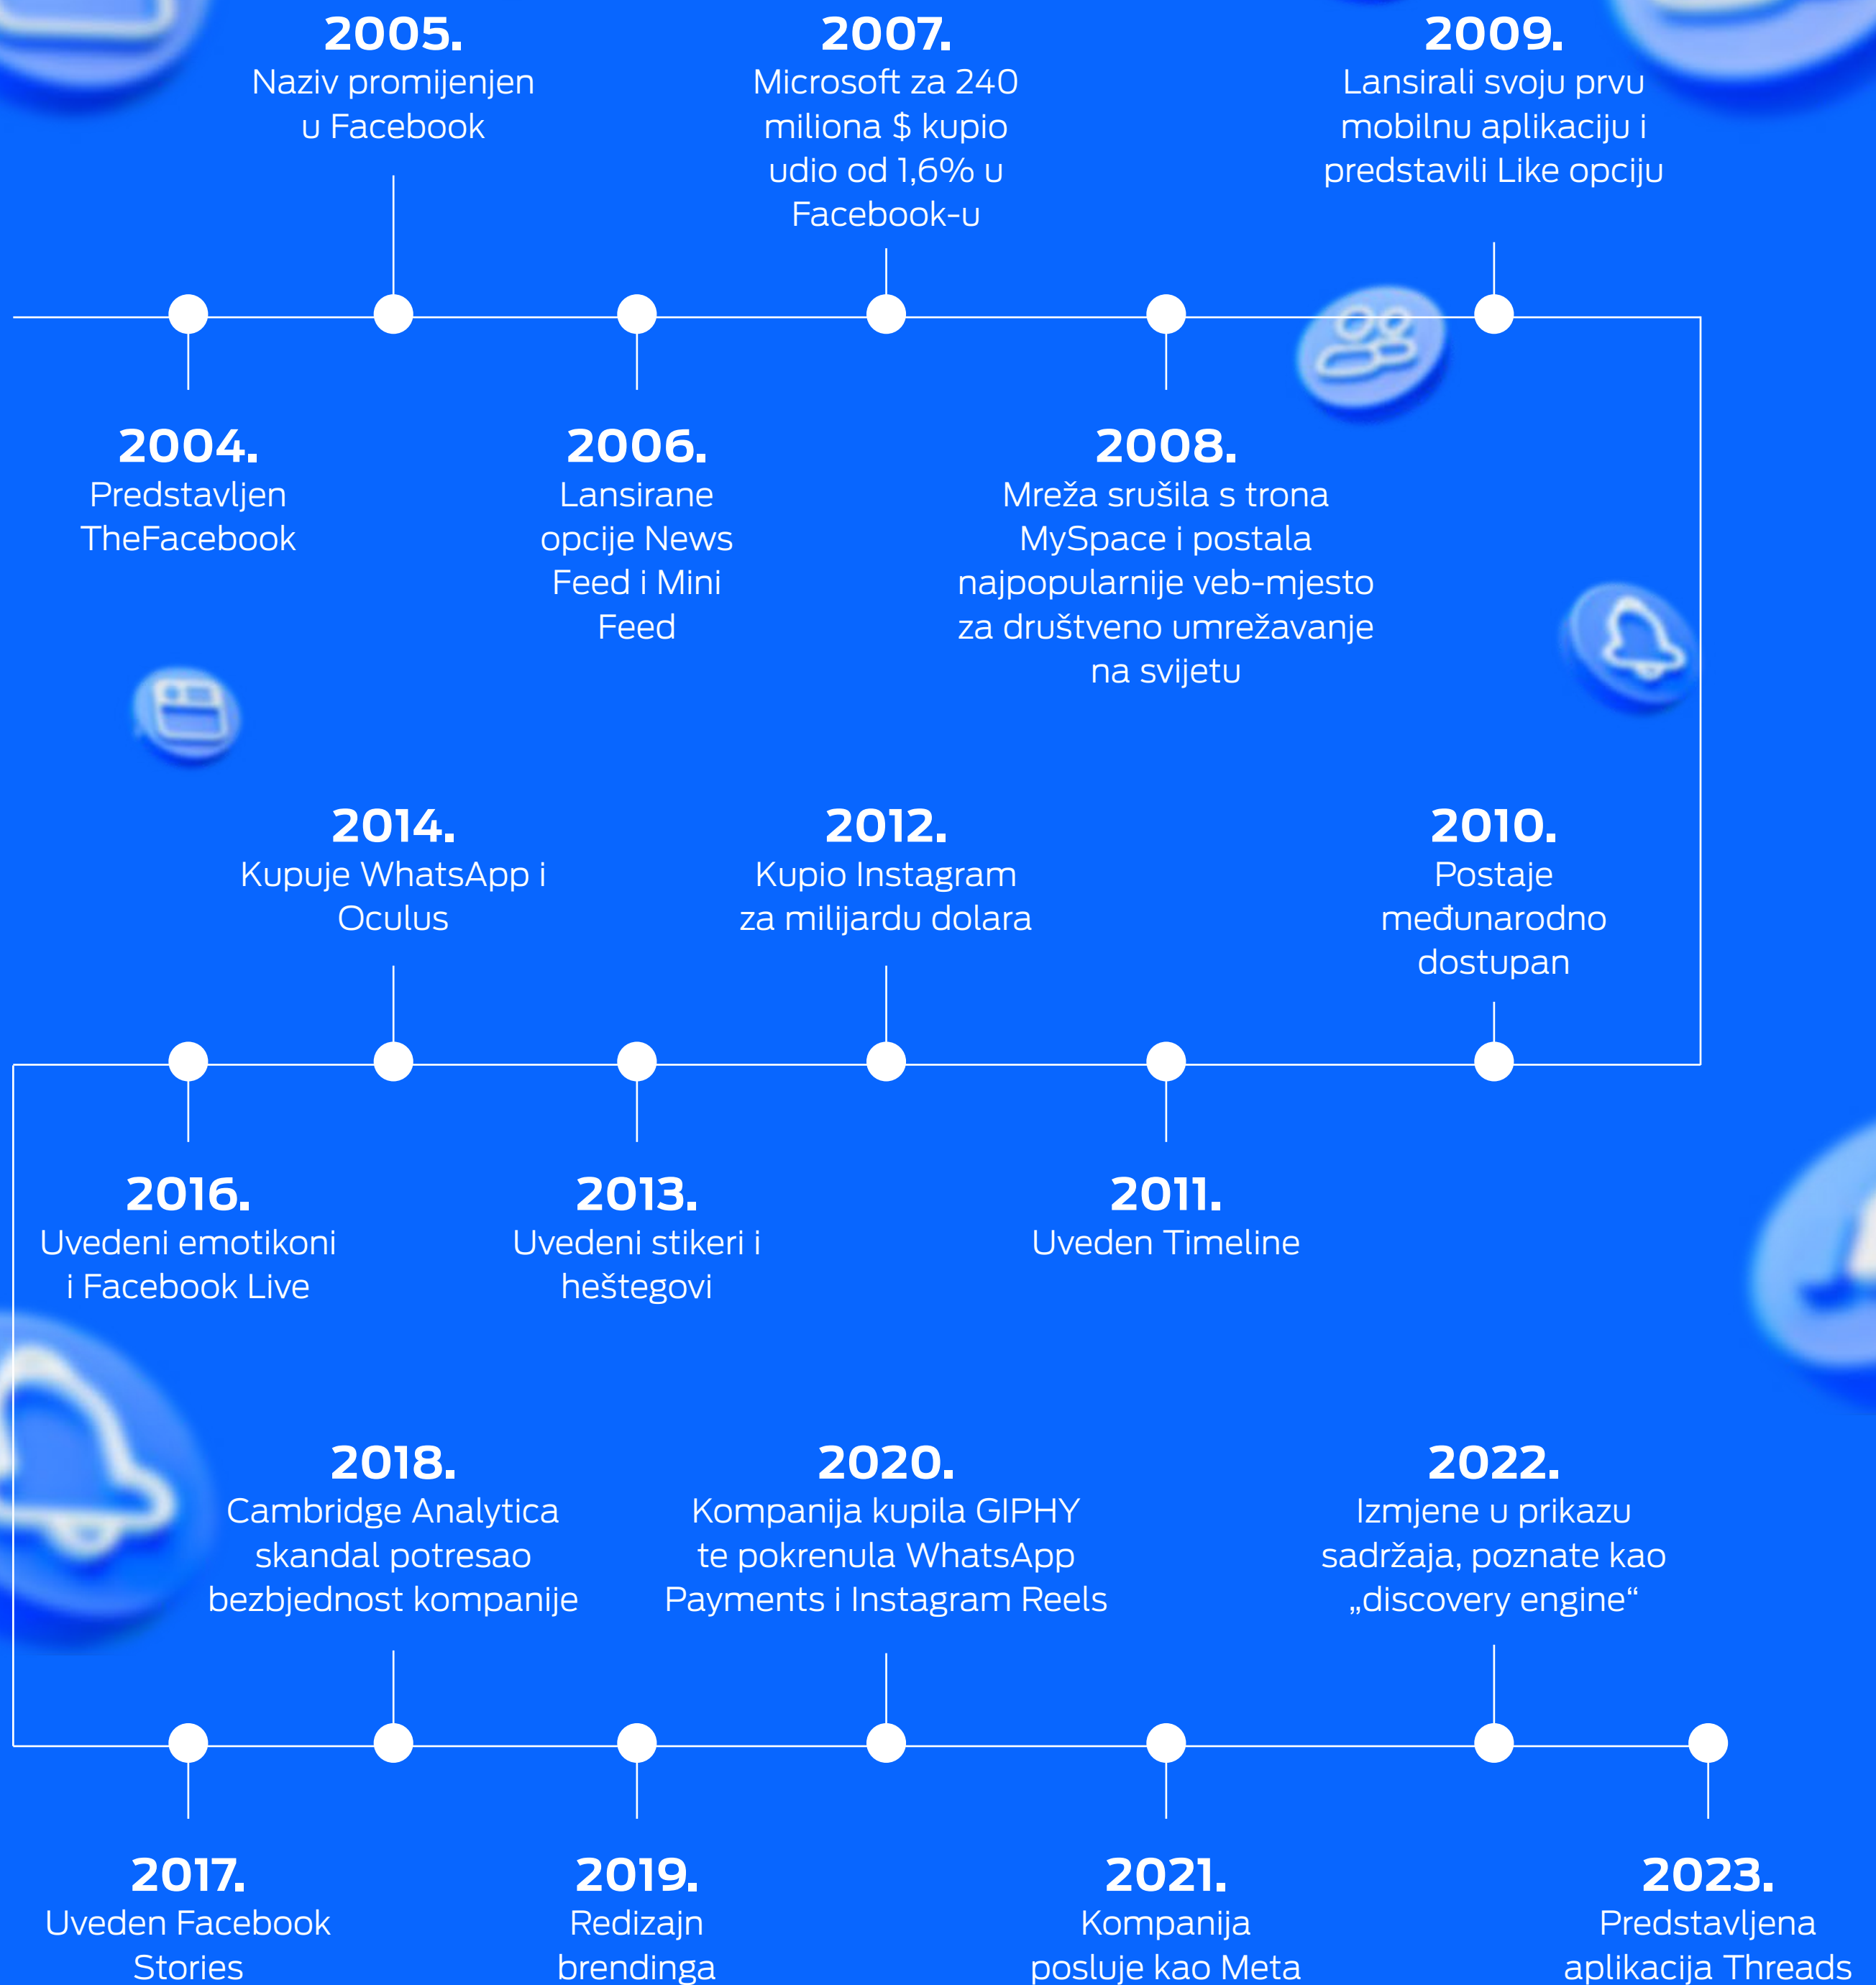 2005.
Naziv promijenjen
u Facebook
2007.
Microsoft za 240
miliona $ kupio
udio od 1,6% u
Facebook-u
2009.
Lansirali svoju prvu
mobilnu aplikaciju i
predstavili Like opciju
2004.
Predstavljen
TheFacebook
2006.
Lansirane
opcije News
Feed i Mini
Feed
2008.
Mreža srušila s trona
MySpace i postala
najpopularnije veb-mjesto
za društveno umrežavanje
na svijetu
2014.
Kupuje WhatsApp i
Oculus
2012.
Kupio Instagram
za milijardu dolara
2010.
Postaje
međunarodno
dostupan
2016.
Uvedeni emotikoni
i Facebook Live
2013.
Uvedeni stikeri i
heštegovi
2011.
Uveden Timeline
2018.
Cambridge Analytica
skandal potresao
bezbjednost kompanije
2020.
Kompanija kupila GIPHY
te pokrenula WhatsApp
Payments i Instagram Reels
2022.
Izmjene u prikazu
sadržaja, poznate kao
„discovery engine“
2017.
Uveden Facebook
Stories
2019.
Redizajn
brendinga
2021.
Kompanija
posluje kao Meta
2023.
Predstavljena
aplikacija Threads